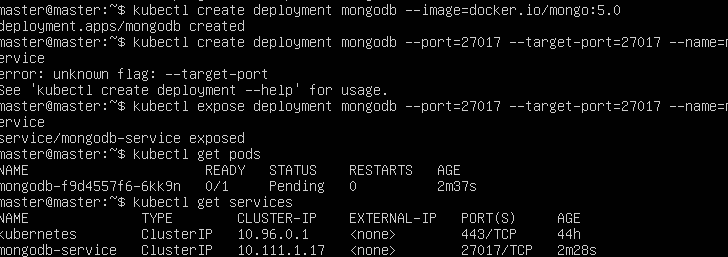 master@master:~$ kubectl create deployment mongodb --image=docker.io/mongo:5.0
deployment.apps/mongodb created
master@master:~$ kubectl create deployment mongodb --port=27017 --target-port=27017 --name=m
ervice
error: unknown flag: --target-port
See 'kubectl create deployment --help' for usage.
master@master:~$ kubectl expose deployment mongodb --port=27017 --target-port=27017 --name=m
ervice
service/mongodb-service exposed
master@master:~$ kubectl get pods
NAME READY STATUS RESTARTS AGE
mongodb-f9d4557f6-6kk9n 0/1 Pending 0 2m37s
master@master:~$ kubectl get services
NAME TYPE CLUSTER-IP EXTERNAL-IP PORT(S) AGE
kubernetes ClusterIP 10.96.0.1 <none> 443/TCP 44h
mongodb-service ClusterIP 10.111.1.17 <none> 27017/TCP 2m28s